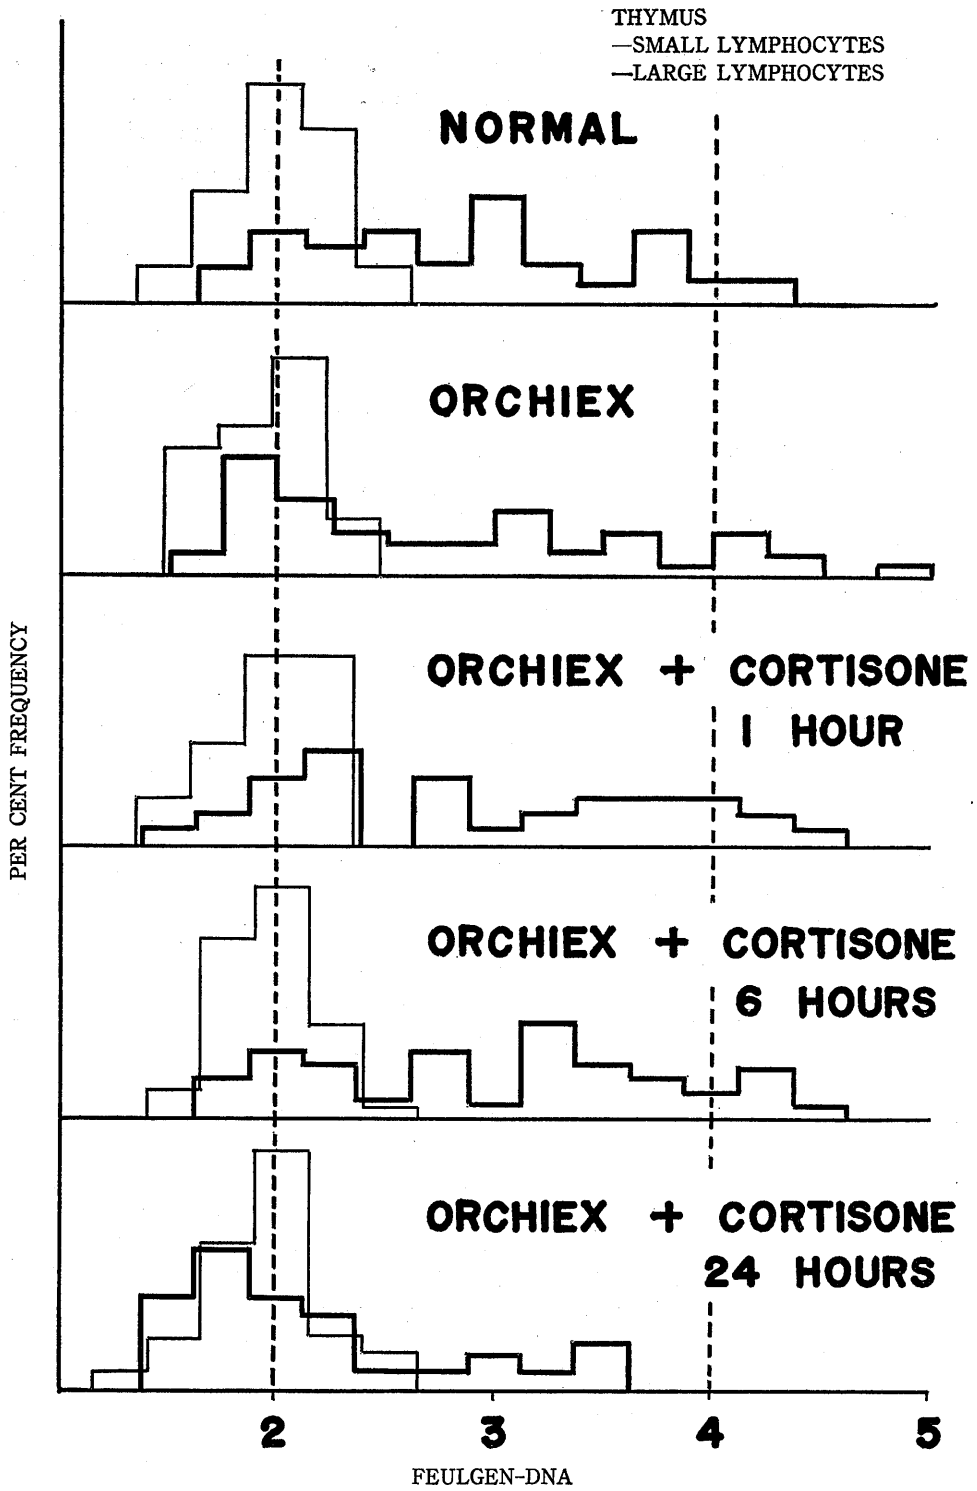 THYMUS
—SMALL LYMPHOCYTES
—LARGE LYMPHOCYTES
NORMAL
ORCHIEX
ORCHIEX + CORTISONE
1 HOUR
ORCHIEX + CORTISONE
6 HOURS
ORCHIEX + CORTISONE
24 HOURS
PER CENT FREQUENCY
2 3 4 5
FEULGEN-DNA